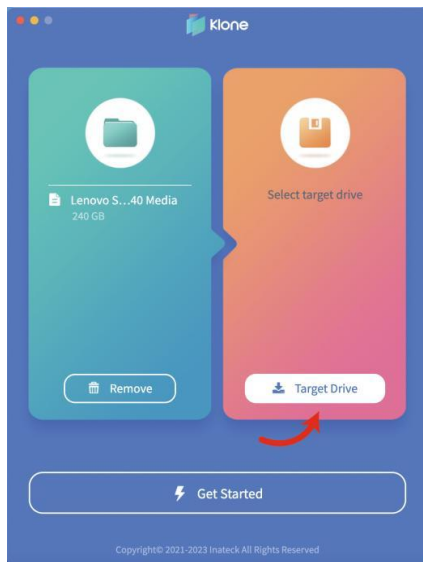 Klone
Lenovo S...40 Media
240 GB
Select target drive
Remove
Target Drive
Get Started
Copyright© 2021-2023 Inateck All Rights Reserved